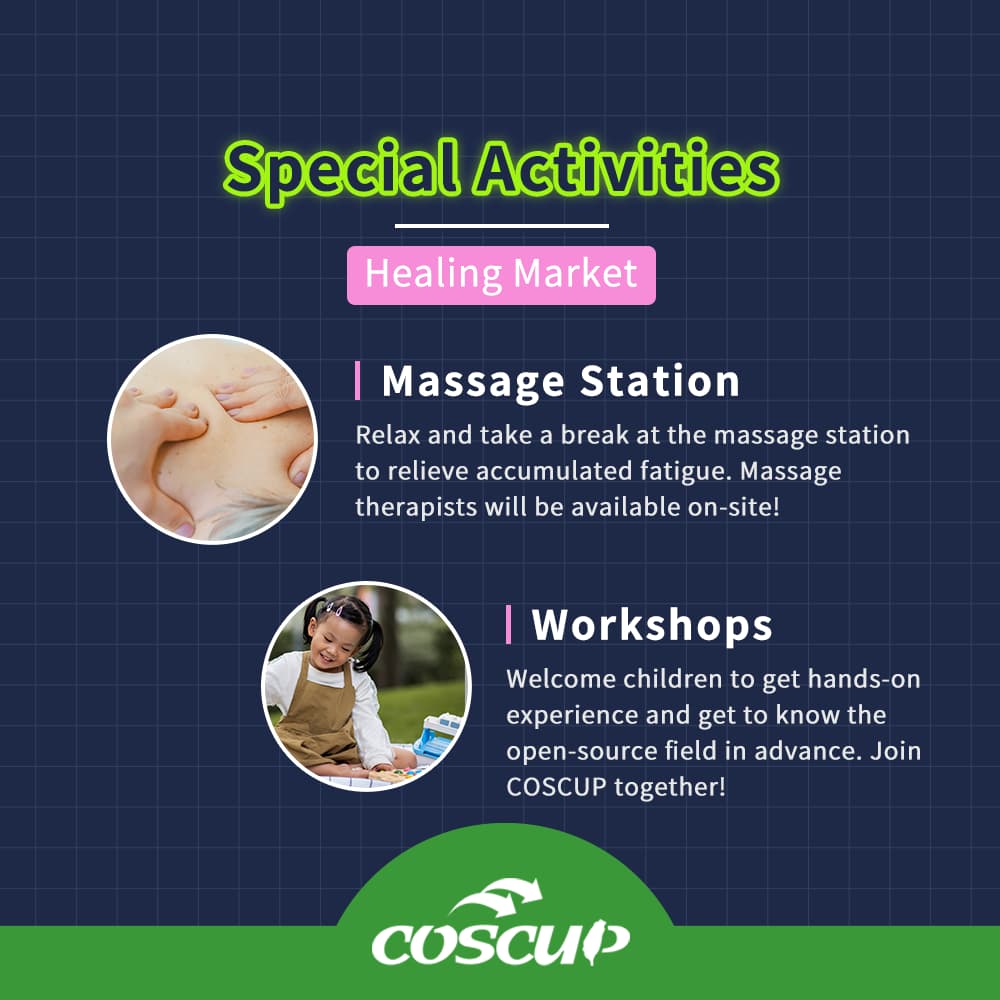 Special Activities
Healing Market
Massage Station
Relax and take a break at the massage station
to relieve accumulated fatigue. Massage
therapists will be available on-site!
Workshops
Welcome children to get hands-on
experience and get to know the
open-source field in advance. Join
COSCUP together!
COSCUP